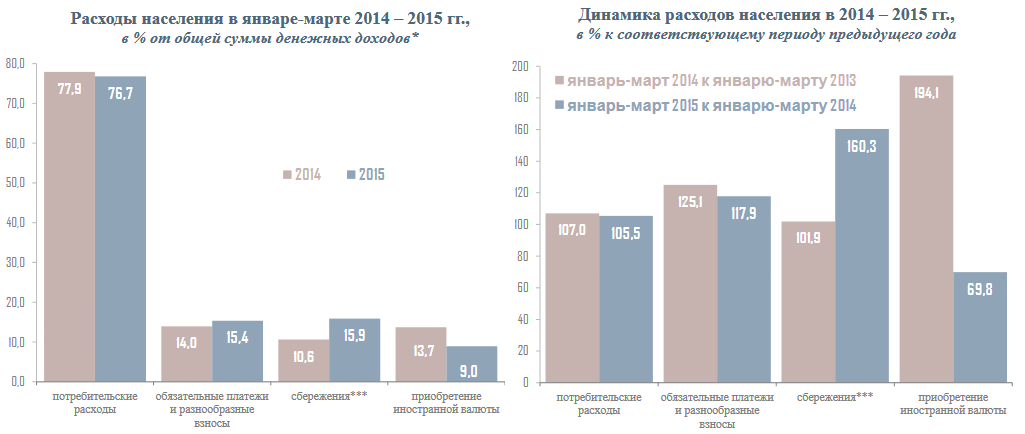 Расходы населения в январе-марте 2014 – 2015 гг.,
в % от общей суммы денежных доходов*
80,0
70,0
60,0
50,0
40,0
30,0
20,0
10,0
0,0
77,9
76,7
2014
2015
14,0
15,4
10,6
15,9
13,7
9,0
потребительские
расходы
обязательные платежи
и разнообразные
взносы
сбережения***
приобретение
иностранной валюты
Динамика расходов населения в 2014 – 2015 гг.,
в % к соответствующему периоду предыдущего года
200
180
160
140
120
100
80
60
40
20
0
январь-март 2014 к январю-марту 2013
январь-март 2015 к январю-марту 2014
107,0
105,5
125,1
117,9
101,9
160,3
194,1
69,8
потребительские
расходы
обязательные платежи
и разнообразные
взносы
сбережения***
приобретение
иностранной валюты